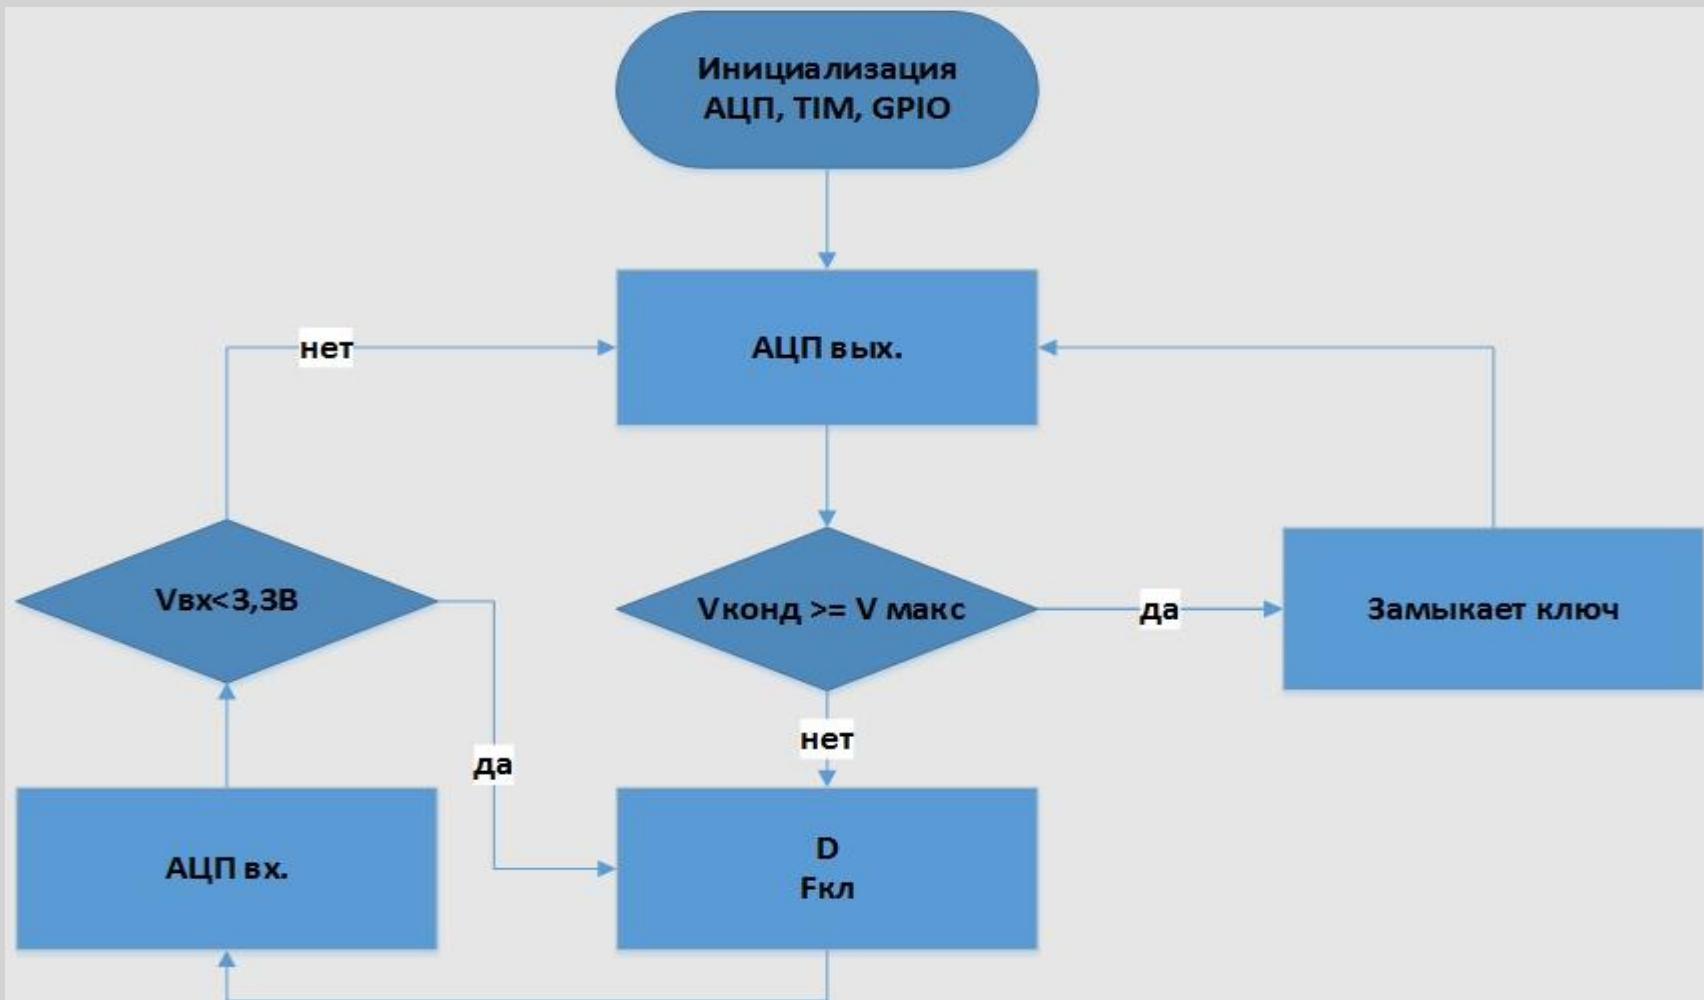 Инициализация
АЦП, TIM, GPIO
нет
АЦП вых.
Vвх<3,3В
Vконд >= V макс
да
Замыкает ключ
нет
да
АЦП вх.
D
Fкл